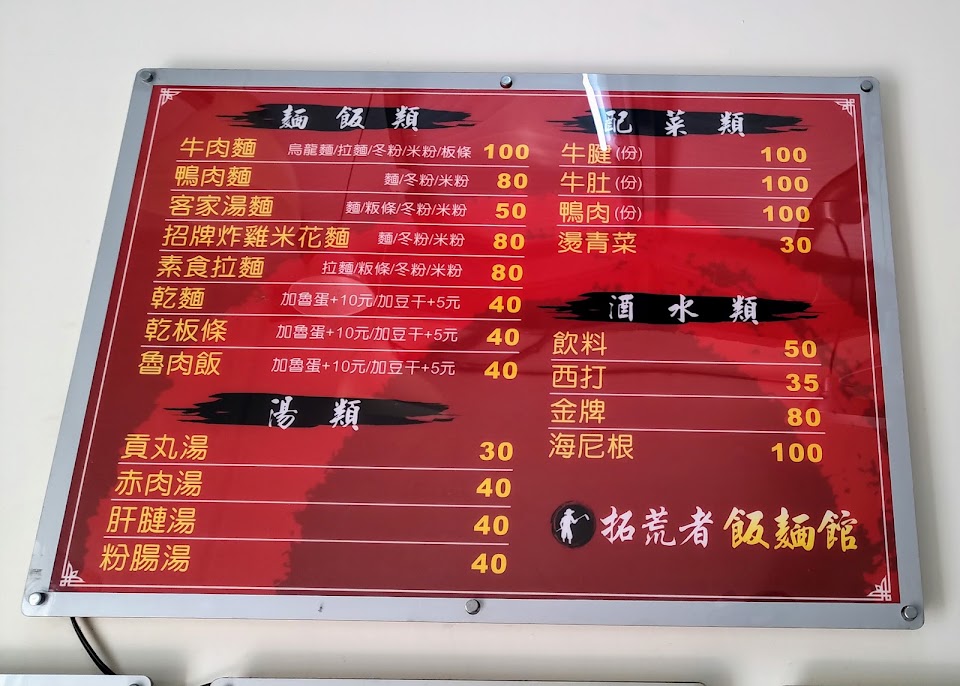 麵飯類
牛肉麵 烏龍麵/拉麵/冬粉/米粉/板條 100
鴨肉麵 麵/冬粉/米粉 80
客家湯麵 麵/粄條/冬粉/米粉 50
招牌炸雞米花麵 麵/冬粉/米粉 80
素食拉麵 拉麵/粄條/冬粉/米粉 80
乾麵 加魯蛋+10元/加豆干+5元 40
乾板條 加魯蛋+10元/加豆干+5元 40
魯肉飯 加魯蛋+10元/加豆干+5元 40
湯類
貢丸湯 30
赤肉湯 40
肝腱湯 40
粉腸湯 40
配菜類
牛腱(份) 100
牛肚(份) 100
鴨肉(份) 100
燙青菜 30
酒水類
飲料 50
西打 35
金牌 80
海尼根 100
拓荒者飯麵館